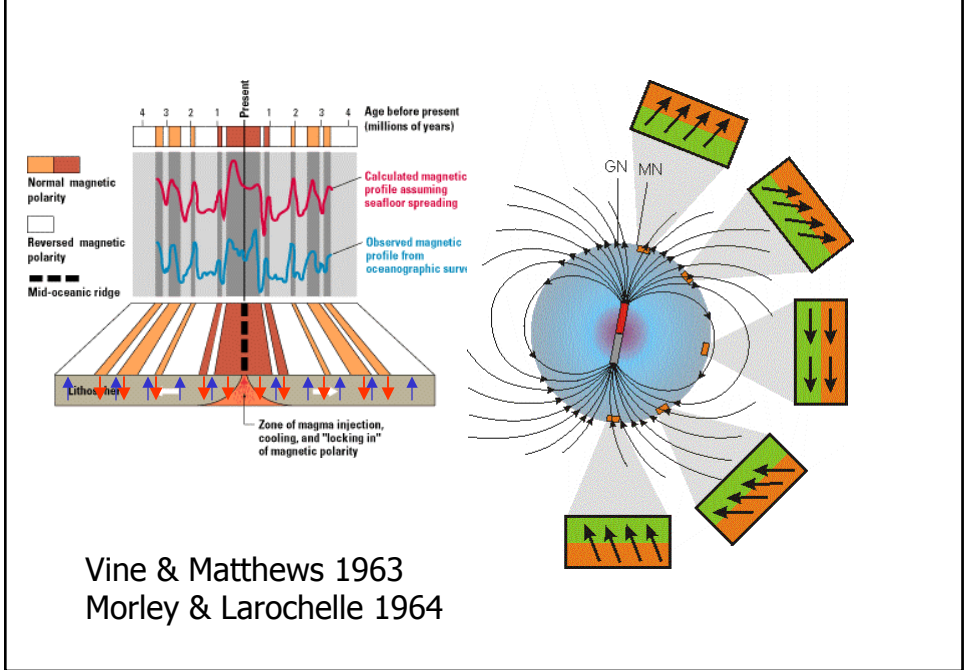 Present
4 3 2 1 1 2 3 4
Age before present
(millions of years)
Normal magnetic
polarity
Reversed magnetic
polarity
Mid-oceanic ridge
Calculated magnetic
profile assuming
seafloor spreading
Observed magnetic
profile from
oceanographic surve
Lithospher
Zone of magma injection,
cooling, and "locking in"
of magnetic polarity
GN MN
Vine & Matthews 1963
Morley & Larochelle 1964